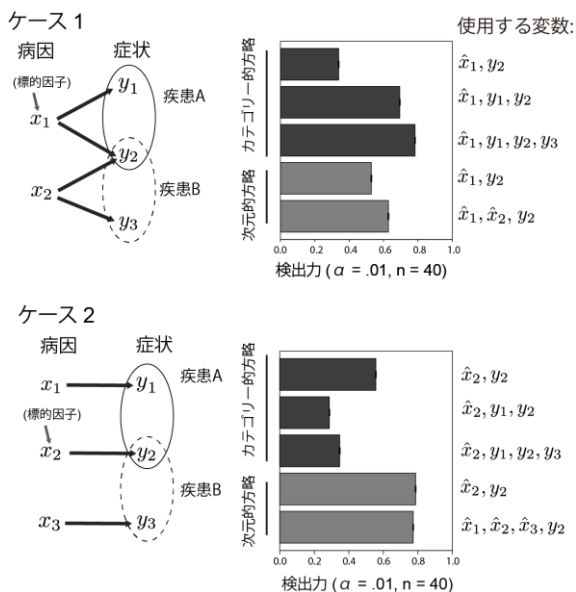 ケース 1
使用する変数:
病因
症状
(標的因子)
x₁
x₂
y₁
y₂
y₃
疾患A
疾患B
カテゴリー的方略
次元的方略
x̂₁, y₂
x̂₁, y₁, y₂
x̂₁, y₁, y₂, y₃
x̂₁, y₂
x̂₁, x̂₂, y₂
0.0 0.2 0.4 0.6 0.8 1.0
検出力 ( α = .01, n = 40)
ケース 2
病因
症状
x₁
(標的因子)
x₂
x₃
y₁
y₂
y₃
疾患A
疾患B
カテゴリー的方略
次元的方略
x̂₂, y₂
x̂₂, y₁, y₂
x̂₂, y₁, y₂, y₃
x̂₂, y₂
x̂₁, x̂₂, x̂₃, y₂
0.0 0.2 0.4 0.6 0.8 1.0
検出力 ( α = .01, n = 40)